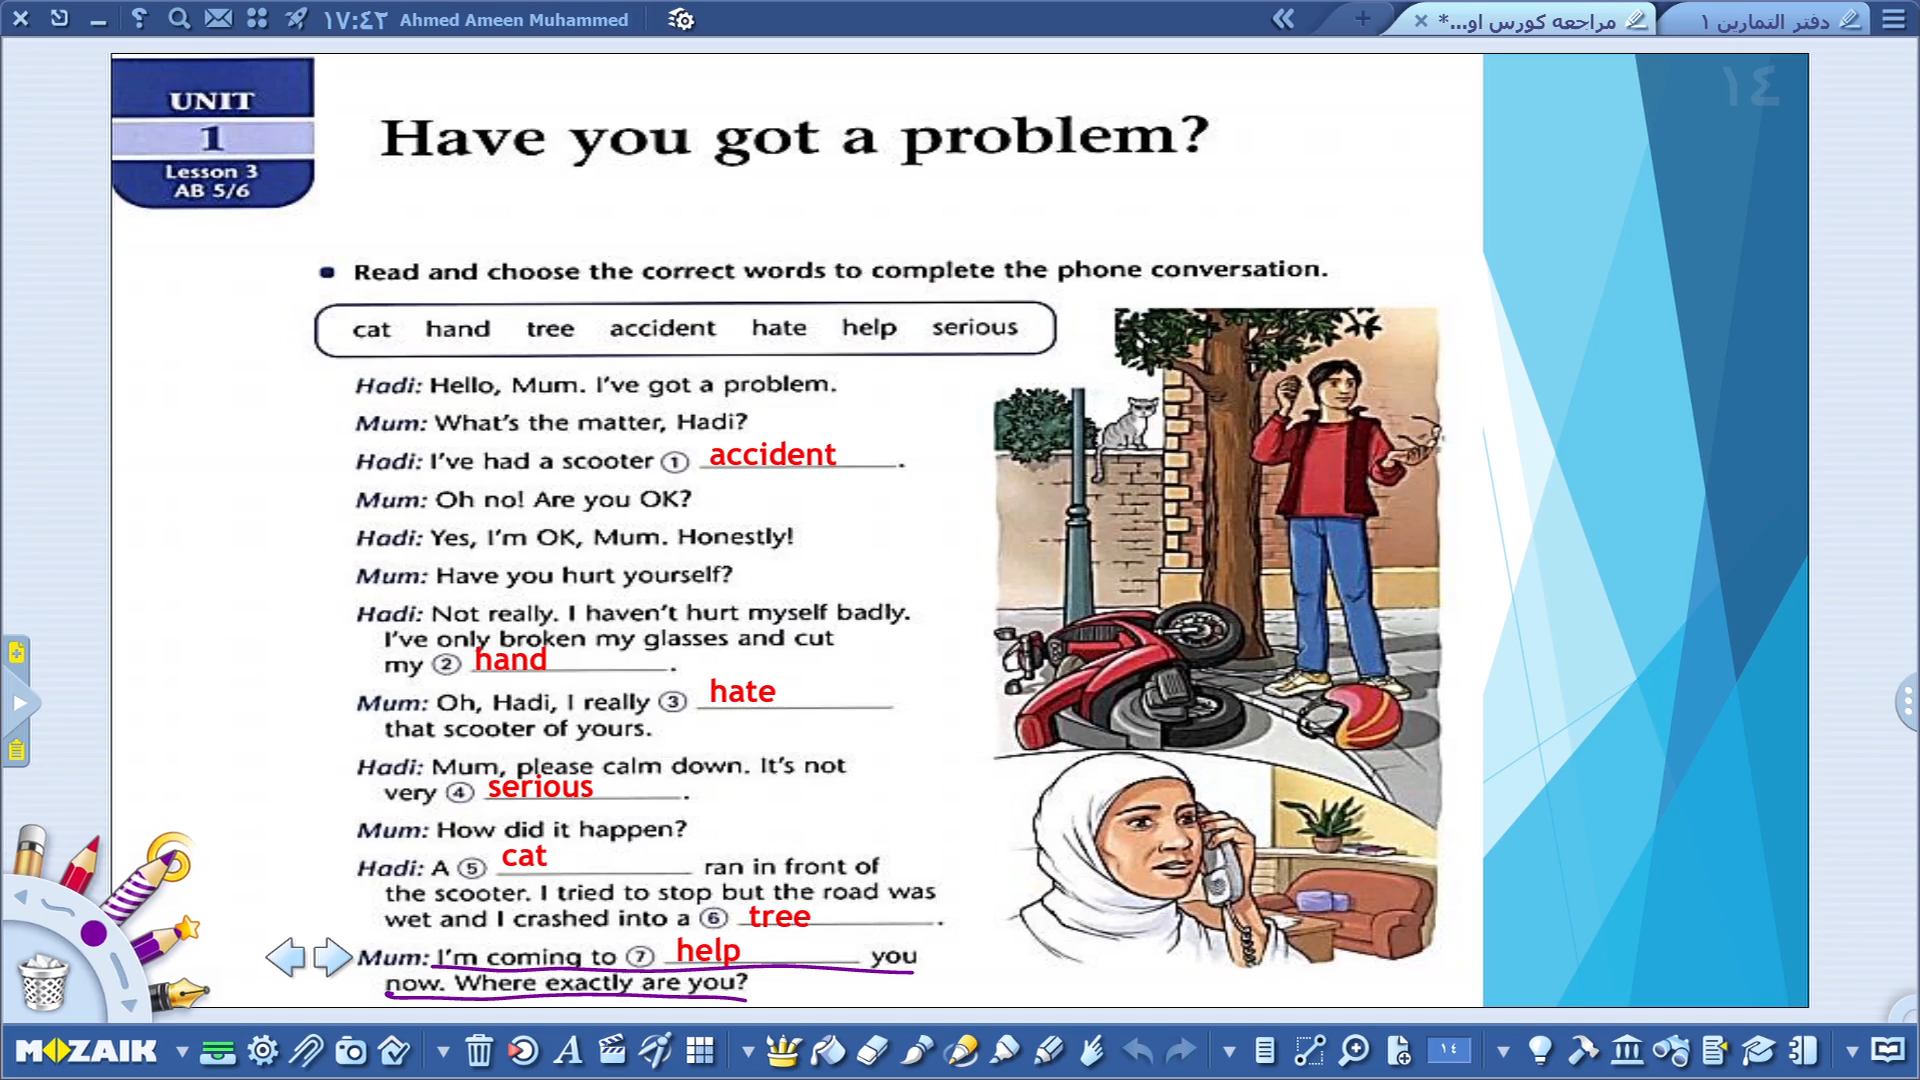 ١٧:٤٣ Ahmed Ameen Muhammed
مراجعه كورس او...*
دفتر التمارين ١
١٤
UNIT
1
Lesson 3
AB 5/6
Have you got a problem?
• Read and choose the correct words to complete the phone conversation.
cat hand tree accident hate help serious
Hadi: Hello, Mum. I've got a problem.
Mum: What's the matter, Hadi?
Hadi: I've had a scooter ① accident.
Mum: Oh no! Are you OK?
Hadi: Yes, I'm OK, Mum. Honestly!
Mum: Have you hurt yourself?
Hadi: Not really. I haven't hurt myself badly.
I've only broken my glasses and cut
my ② hand.
Mum: Oh, Hadi, I really ③ hate
that scooter of yours.
Hadi: Mum, please calm down. It's not
very ④ serious.
Mum: How did it happen?
Hadi: A ⑤ cat ran in front of
the scooter. I tried to stop but the road was
wet and I crashed into a ⑥ tree.
Mum: I'm coming to ⑦ help you
now. Where exactly are you?
MOZAIK
١٤